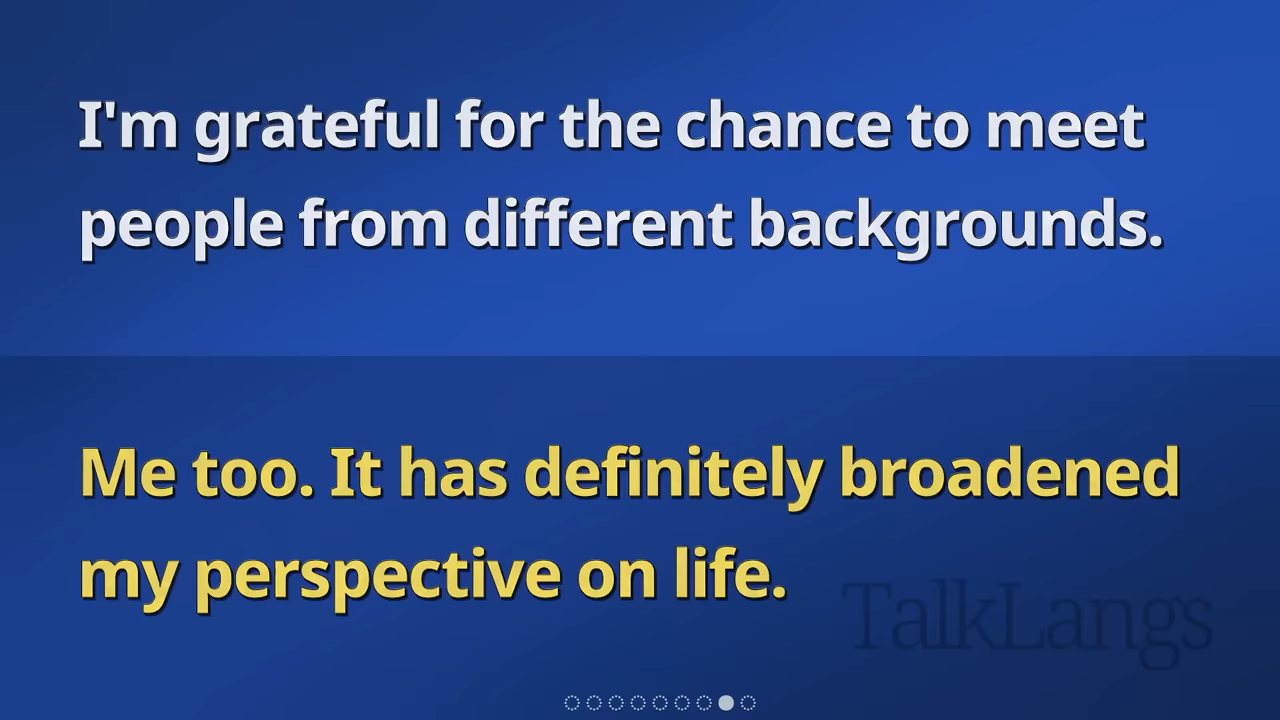 I'm grateful for the chance to meet
people from different backgrounds.
Me too. It has definitely broadened
my perspective on life.
TalkLangs